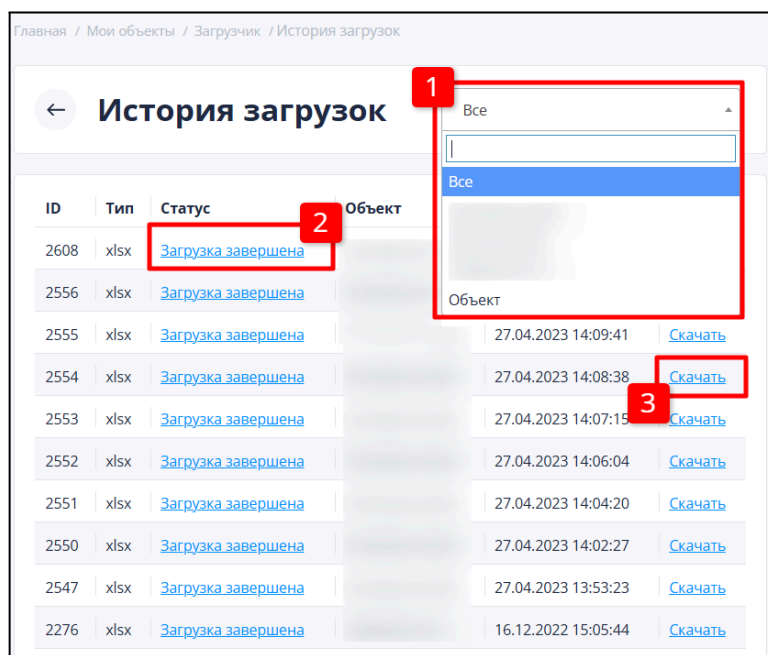 Главная / Мои объекты / Загрузчик / История загрузок
1
← История загрузок
Все
Все
ID Тип Статус Объект
2
2608 xlsx Загрузка завершена
2556 xlsx Загрузка завершена
Объект
2555 xlsx Загрузка завершена 27.04.2023 14:09:41 Скачать
2554 xlsx Загрузка завершена 27.04.2023 14:08:38 Скачать
3
2553 xlsx Загрузка завершена 27.04.2023 14:07:15 Скачать
2552 xlsx Загрузка завершена 27.04.2023 14:06:04 Скачать
2551 xlsx Загрузка завершена 27.04.2023 14:04:20 Скачать
2550 xlsx Загрузка завершена 27.04.2023 14:02:27 Скачать
2547 xlsx Загрузка завершена 27.04.2023 13:53:23 Скачать
2276 xlsx Загрузка завершена 16.12.2022 15:05:44 Скачать